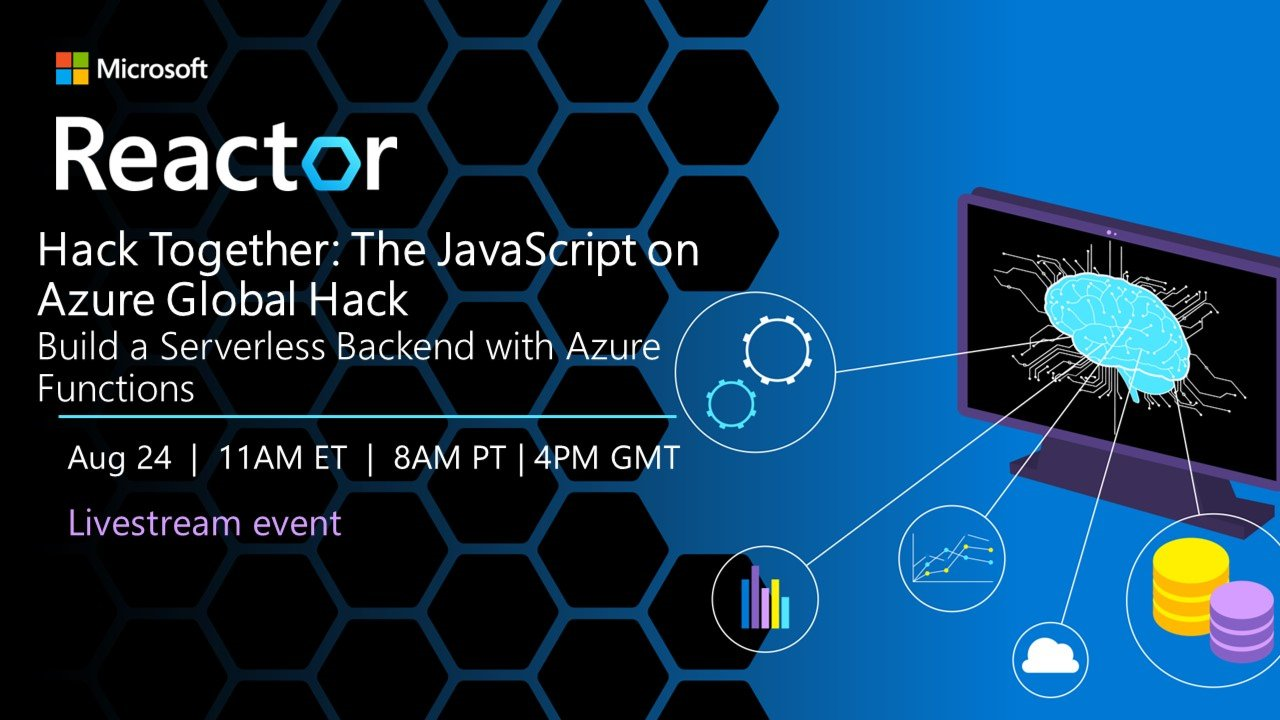 Microsoft
Reactor
Hack Together: The JavaScript on
Azure Global Hack
Build a Serverless Backend with Azure
Functions
Aug 24 | 11AM ET | 8AM PT | 4PM GMT
Livestream event